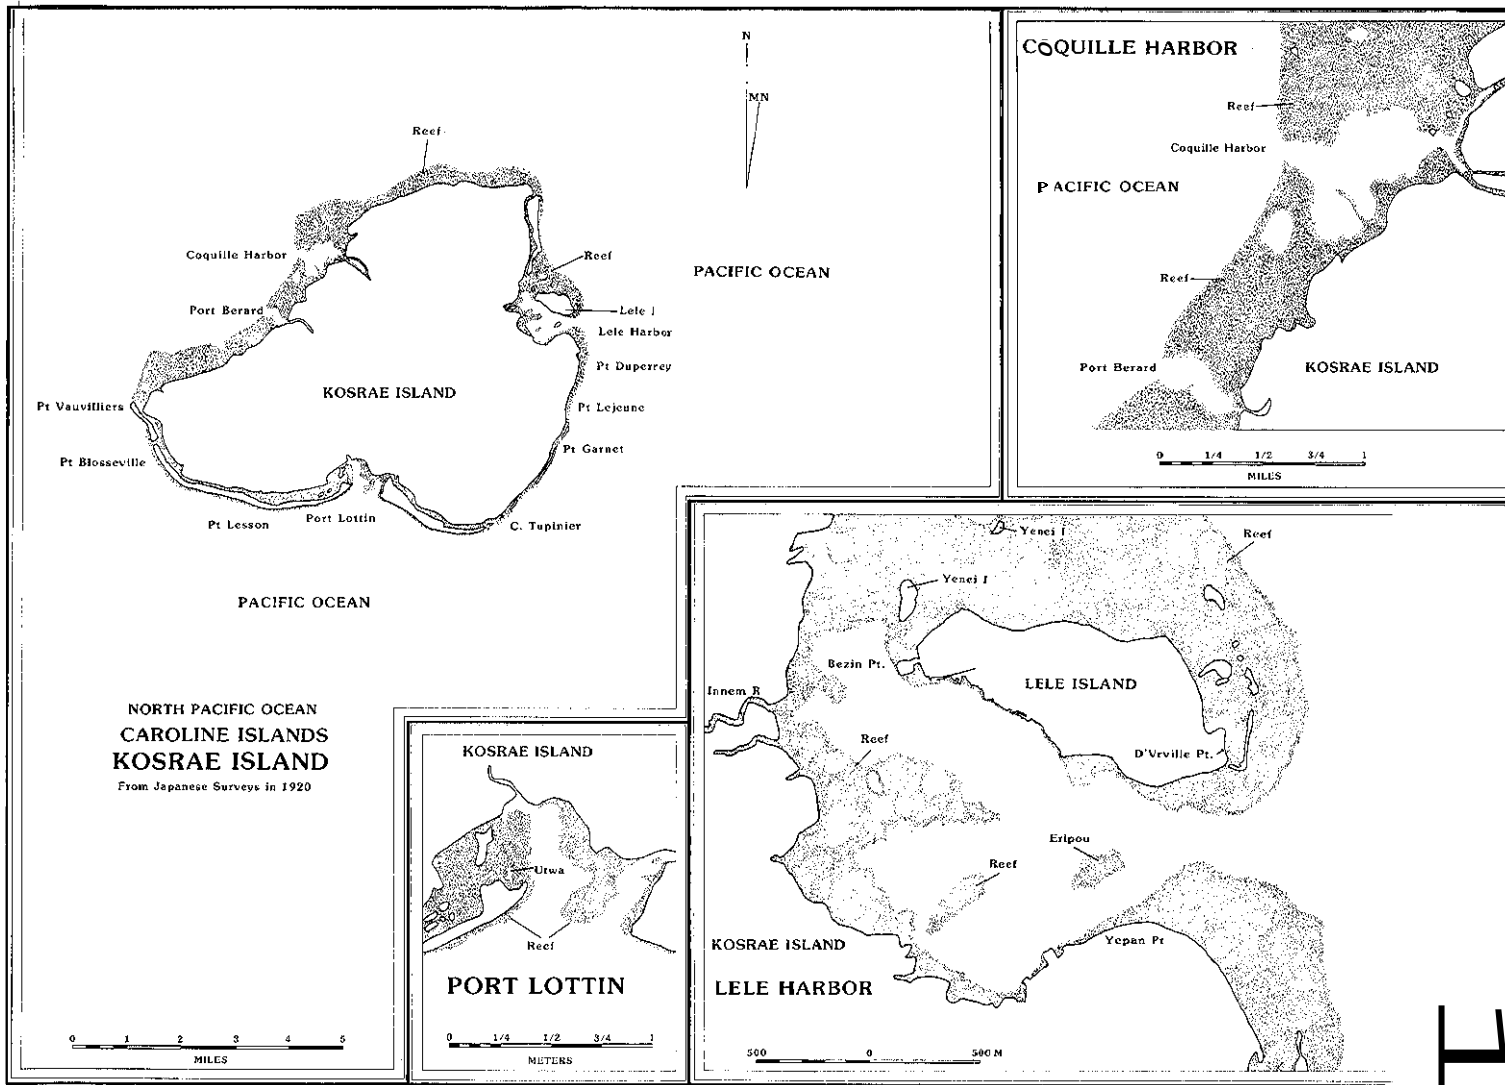 N
MN
Reef
Coquille Harbor
Reef
PACIFIC OCEAN
Port Berard
Lele I
Lele Harbor
Pt Duperrey
KOSRAE ISLAND
Pt Vauvilliers
Pt Lejeune
Pt Garnet
Pt Blosseville
Pt Lesson
Port Lottin
C. Tupinier
PACIFIC OCEAN
NORTH PACIFIC OCEAN
CAROLINE ISLANDS
KOSRAE ISLAND
From Japanese Surveys in 1920
0 1 2 3 4 5
MILES
COQUILLE HARBOR
Reef
Coquille Harbor
PACIFIC OCEAN
Reef
Port Berard
KOSRAE ISLAND
0 1/4 1/2 3/4 1
MILES
KOSRAE ISLAND
Utwa
Reef
PORT LOTTIN
0 1/4 1/2 3/4 1
METERS
Yenei I
Reef
Yenei I
Bezin Pt.
LELE ISLAND
Innem R
Reef
D'Vrville Pt.
Eripou
Reef
KOSRAE ISLAND
Yepan Pt
LELE HARBOR
500 0 500 M